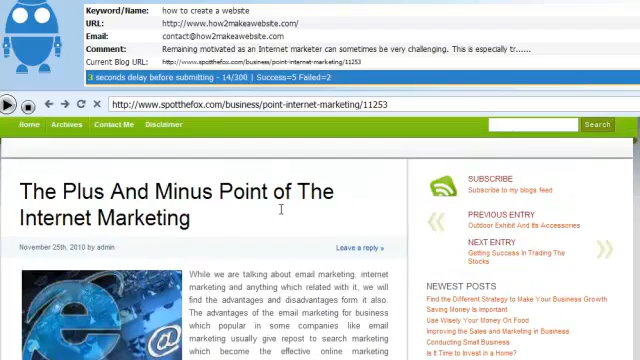 Keyword/Name: how to create a website
URL: http://www.how2makeawebsite.com/
Email: contact@how2makeawebsite.com
Comment: Remaining motivated as an Internet marketer can sometimes be very challenging. This is especially tr......
Current Blog URL: http://www.spotthefox.com/business/point-internet-marketing/11253
3 seconds delay before submitting - 14/300 | Success=5 Failed=2
http://www.spotthefox.com/business/point-internet-marketing/11253
Home Archives Contact Me Disclaimer Search
The Plus And Minus Point of The
Internet Marketing
November 25th, 2010 by admin Leave a reply »
While we are talking about email marketing, internet
marketing and anything which related with it, we will
find the advantages and disadvantages form it also.
The advantages of the email marketing for business
which popular in some companies like email
marketing usually give repost to search marketing
which become the effective online marketing
SUBSCRIBE
Subscribe to my blogs feed
PREVIOUS ENTRY
Outdoor Exhibit And Its Accessories
NEXT ENTRY
Getting Success in Trading The
Stocks
NEWEST POSTS
Find the Different Strategy to Make Your Business Growth
Saving Money Is Important
Use Wisely Your Money On Food
Improving the Sales and Marketing in Business
Conducting Small Business
Is it Time to Invest in a Home?